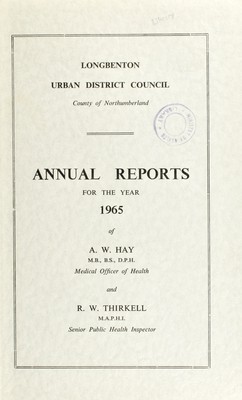 LONGBENTON
URBAN DISTRICT COUNCIL
County of Northumberland
ANNUAL REPORTS
FOR THE YEAR
1965
of
A. W. HAY
M.B., B.S., D.P.H.
Medical Officer of Health
and
R. W. THIRKELL
M.A.P.H.I.
Senior Public Health Inspector